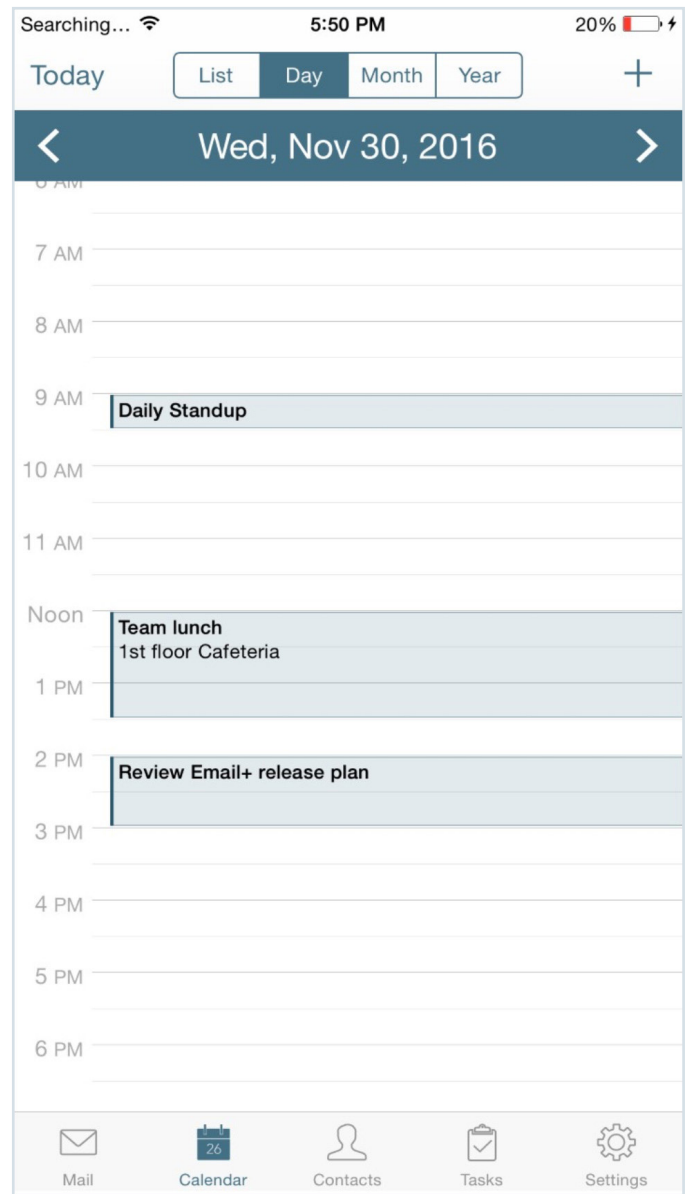 Searching... 5:50 PM 20%
Today List Day Month Year +
Wed, Nov 30, 2016
6 AM
7 AM
8 AM
9 AM
Daily Standup
10 AM
11 AM
Noon
Team lunch
1st floor Cafeteria
1 PM
2 PM
Review Email+ release plan
3 PM
4 PM
5 PM
6 PM
26
Mail Calendar Contacts Tasks Settings